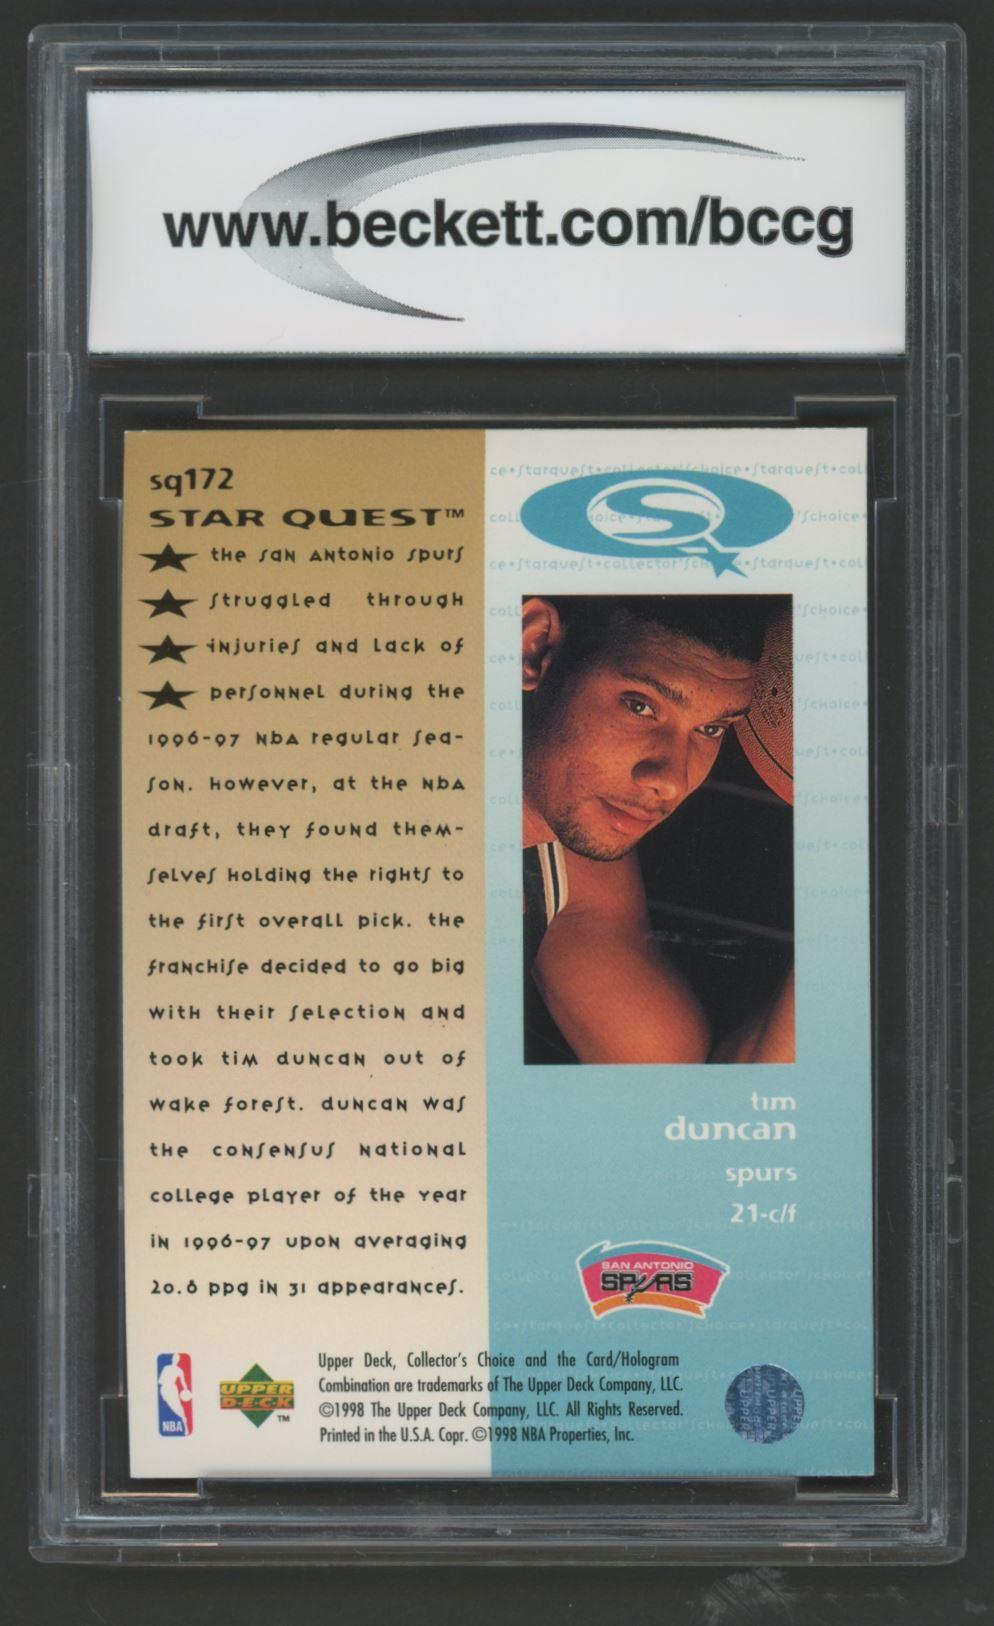 www.beckett.com/bccg
sq172
STAR QUEST™
the san antonio spurs
struggled through
injuries and lack of
personnel during the
1996-97 nba regular sea-
son. however, at the nba
draft, they found them-
selves holding the rights to
the first overall pick. the
franchise decided to go big
with their selection and
took tim duncan out of
wake forest. duncan was
the consensus national
college player of the year
in 1996-97 upon averaging
20.8 ppg in 31 appearances.
tim
duncan
spurs
21-c/f
SAN ANTONIO
SPURS
NBA
UPPER
DECK
™
Upper Deck, Collector's Choice and the Card/Hologram
Combination are trademarks of The Upper Deck Company, LLC.
©1998 The Upper Deck Company, LLC. All Rights Reserved.
Printed in the U.S.A. Copr. ©1998 NBA Properties, Inc.